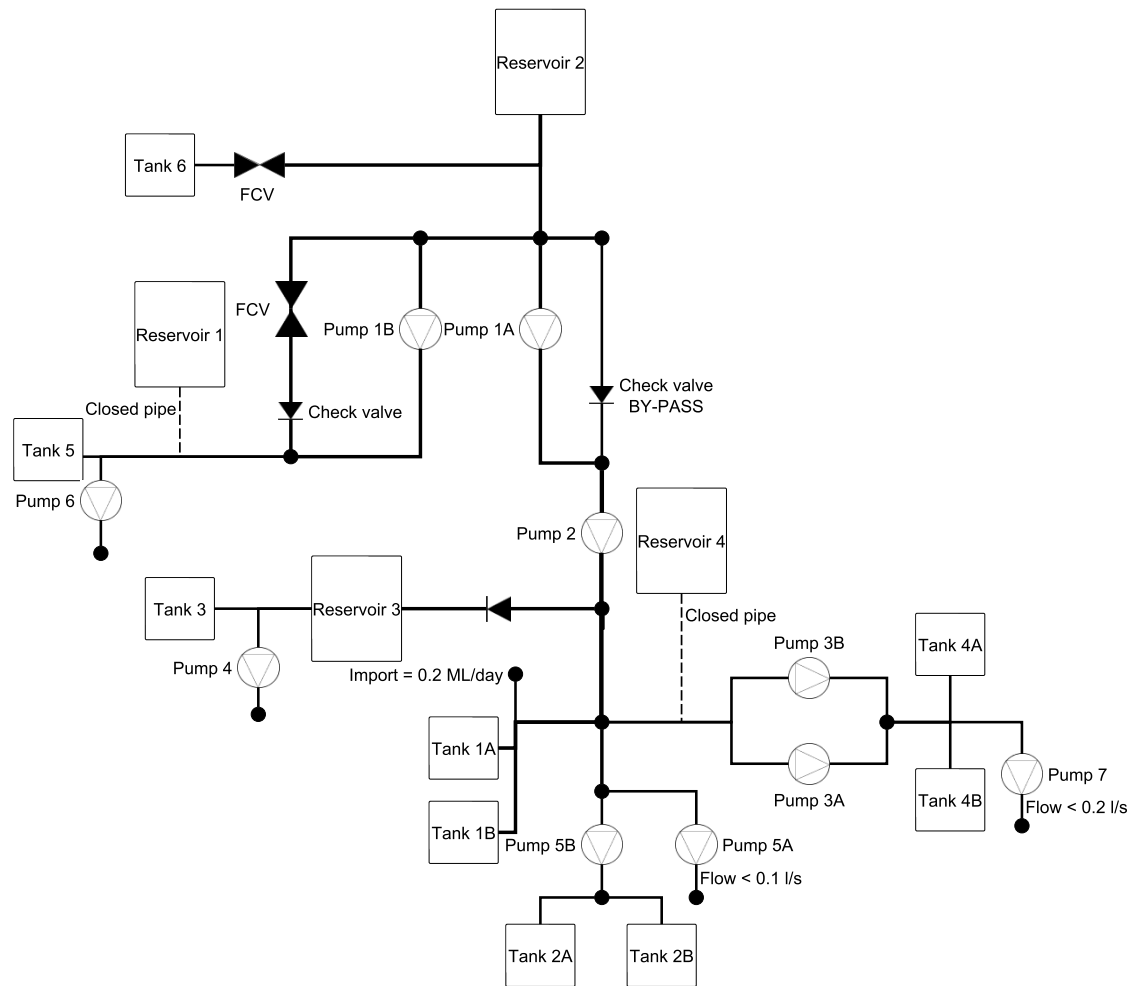 Reservoir 2
Tank 6
FCV
Reservoir 1
FCV
Pump 1B
Pump 1A
Check valve
BY-PASS
Closed pipe
Check valve
Tank 5
Pump 6
Pump 2
Reservoir 4
Tank 3
Reservoir 3
Closed pipe
Pump 4
Import = 0.2 ML/day
Pump 3B
Tank 4A
Tank 1A
Pump 3A
Tank 4B
Pump 7
Flow < 0.2 l/s
Tank 1B
Pump 5B
Pump 5A
Flow < 0.1 l/s
Tank 2A
Tank 2B